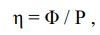 η = Φ / P ,